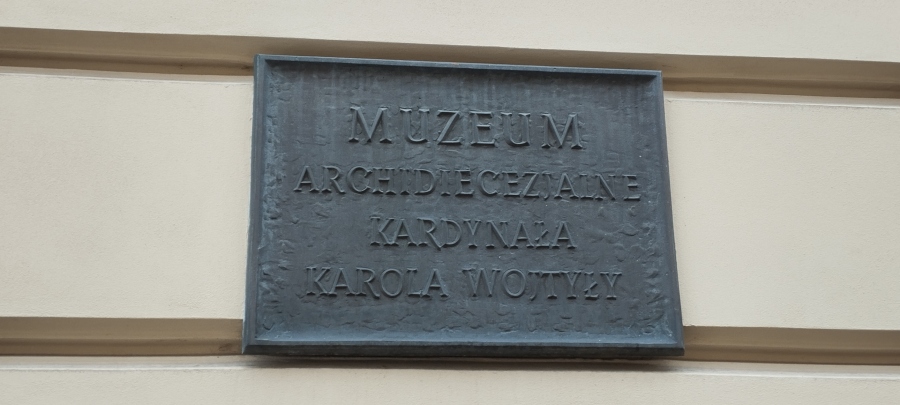 MUZEUM
ARCHIDIECEZJALNE
KARDYNAŁA
KAROLA WOJTYŁY